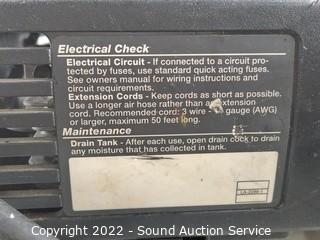 Electrical Check
Electrical Circuit - If connected to a circuit pro-
tected by fuses, use standard quick acting fuses.
See owners manual for wiring instructions and
circuit requirements.
Extension Cords - Keep cords as short as possible.
Use a longer air hose rather than an extension
cord. Recommended cord: 3 wire - gauge (AWG)
or larger, maximum 50 feet long.
Maintenance
Drain Tank - After each use, open drain cock to drain
any moisture that has collected in tank.
Copyright 2022 - Sound Auction Service